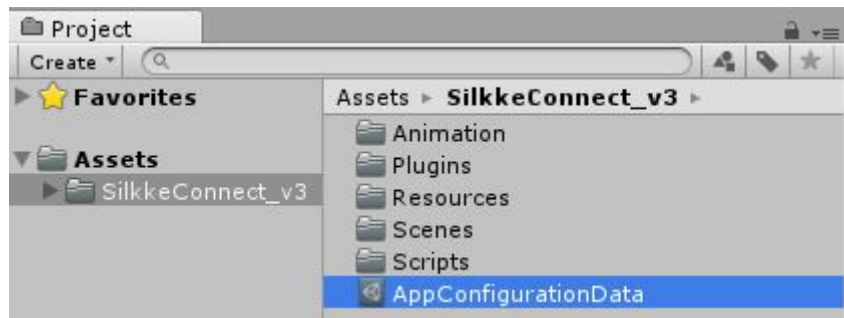 Project
Create
Favorites
Assets
SilkkeConnect_v3
Assets ▸ SilkkeConnect_v3 ▸
Animation
Plugins
Resources
Scenes
Scripts
AppConfigurationData